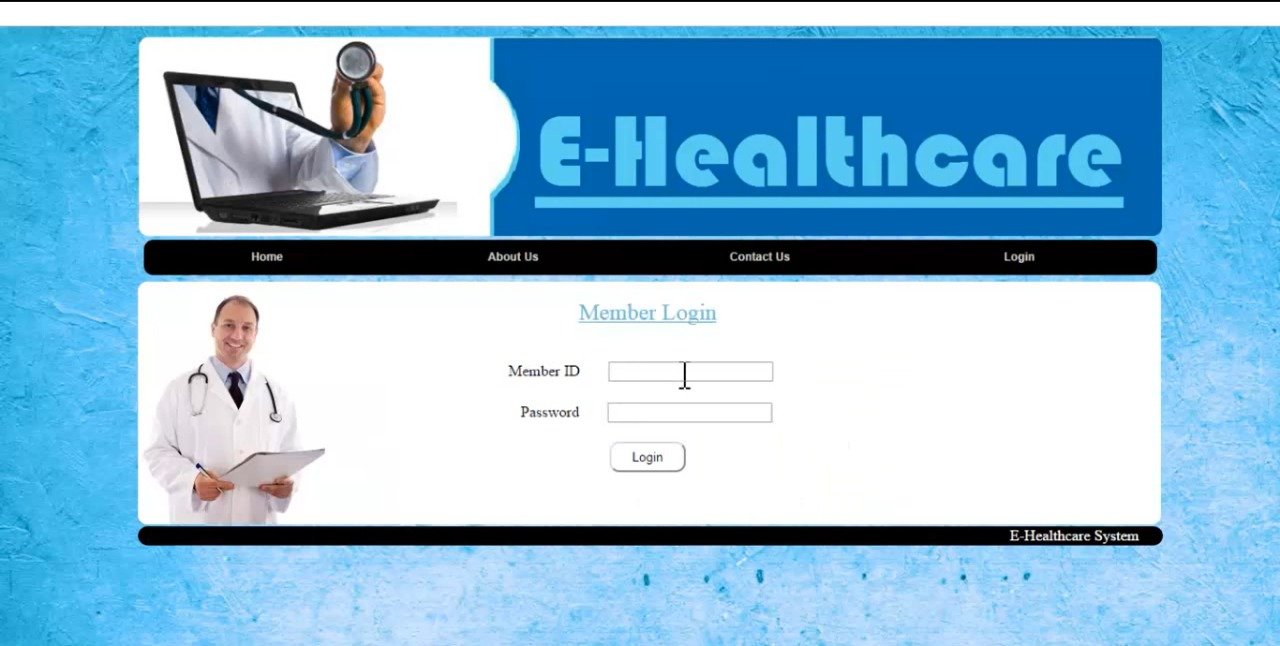 E-Healthcare
Home About Us Contact Us Login
Member Login
Member ID
Password
Login
E-Healthcare System